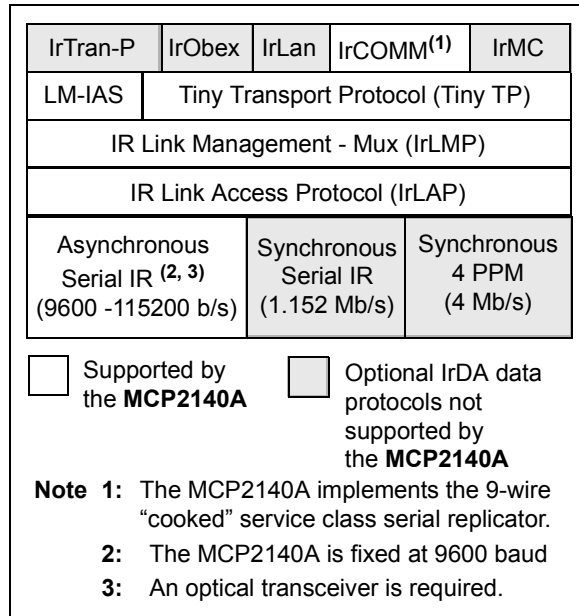 IrTran-P IrObex IrLan IrCOMM(1) IrMC
LM-IAS Tiny Transport Protocol (Tiny TP)
IR Link Management - Mux (IrLMP)
IR Link Access Protocol (IrLAP)
Asynchronous
Serial IR (2, 3)
(9600 -115200 b/s)
Synchronous
Serial IR
(1.152 Mb/s)
Synchronous
4 PPM
(4 Mb/s)
Supported by
the MCP2140A
Optional IrDA data
protocols not
supported by
the MCP2140A
Note 1: The MCP2140A implements the 9-wire
“cooked” service class serial replicator.
2: The MCP2140A is fixed at 9600 baud
3: An optical transceiver is required.